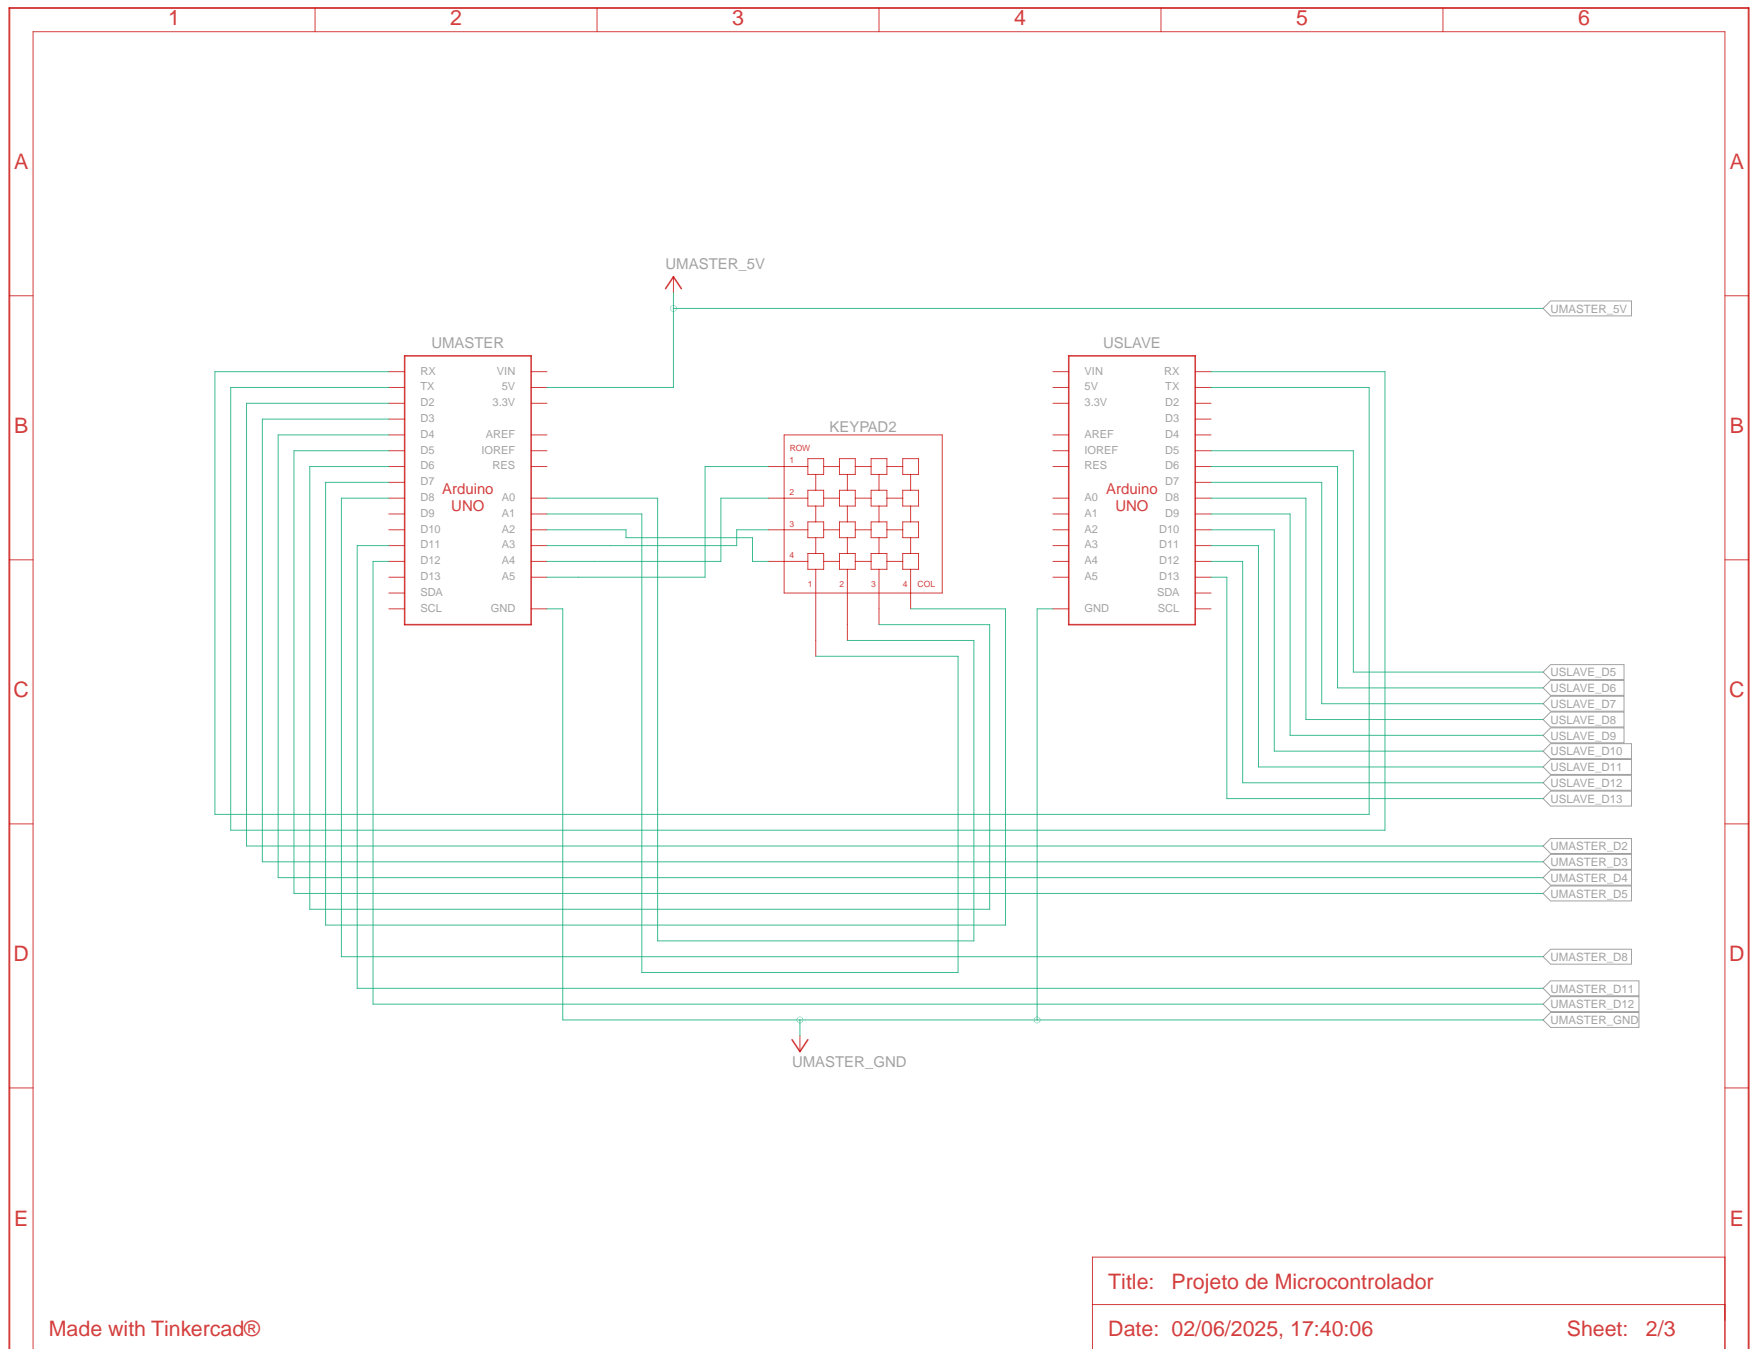 1 2 3 4 5 6
A A
UMASTER_5V
UMASTER_5V
UMASTER USLAVE
RX VIN
TX 5V
D2 3.3V
D3
D4 AREF
D5 IOREF
D6 RES
D7
Arduino
UNO
D8 A0
D9 A1
D10 A2
D11 A3
D12 A4
D13 A5
SDA
SCL GND
B B
KEYPAD2
ROW
1
2
3
4
1 2 3 4 COL
VIN RX
5V TX
3.3V D2
D3
AREF D4
IOREF D5
RES D6
D7
Arduino
UNO
A0 D8
A1 D9
A2 D10
A3 D11
A4 D12
A5 D13
SDA
GND SCL
C C
USLAVE_D5
USLAVE_D6
USLAVE_D7
USLAVE_D8
USLAVE_D9
USLAVE_D10
USLAVE_D11
USLAVE_D12
USLAVE_D13
UMASTER_D2
UMASTER_D3
UMASTER_D4
UMASTER_D5
D D
UMASTER_D8
UMASTER_D11
UMASTER_D12
UMASTER_GND
UMASTER_GND
E E
Title: Projeto de Microcontrolador
Made with Tinkercad®
Date: 02/06/2025, 17:40:06 Sheet: 2/3